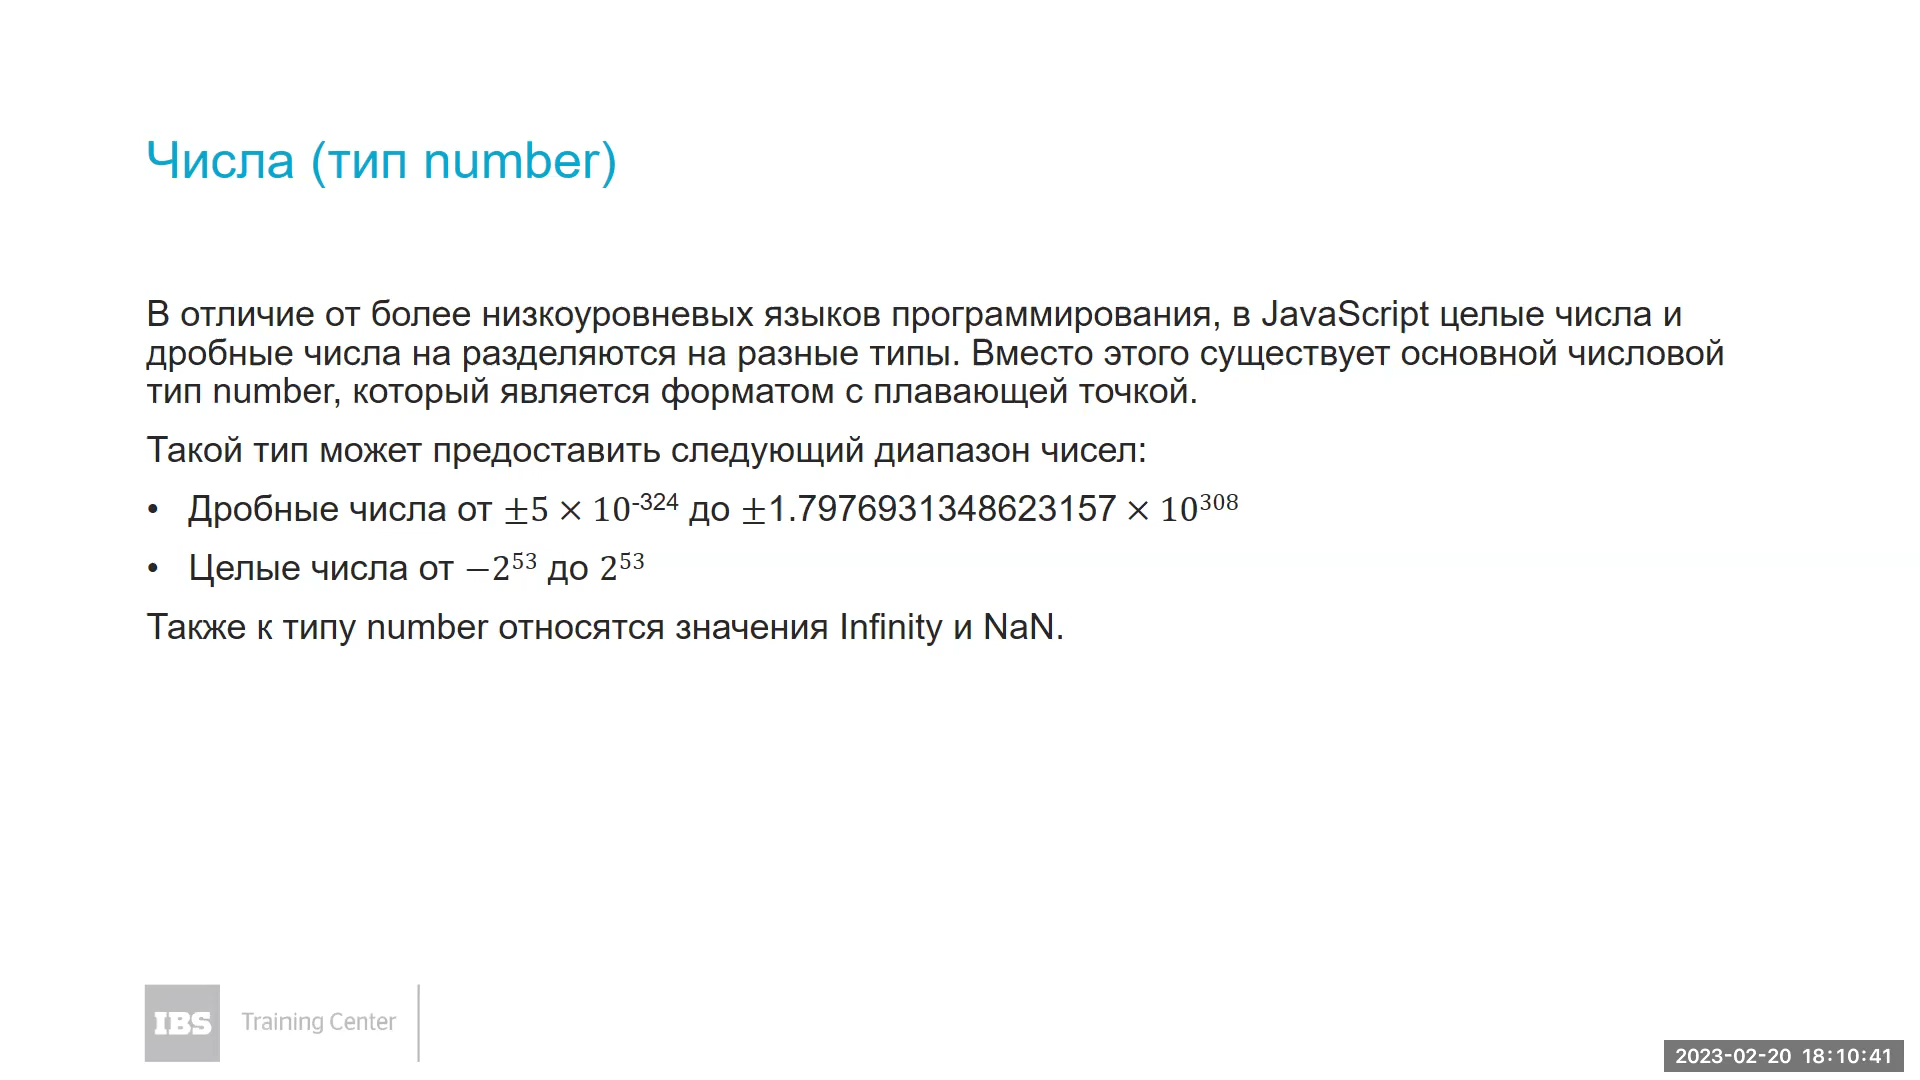 Числа (тип number)
В отличие от более низкоуровневых языков программирования, в JavaScript целые числа и
дробные числа на разделяются на разные типы. Вместо этого существует основной числовой
тип number, который является форматом с плавающей точкой.
Такой тип может предоставить следующий диапазон чисел:
• Дробные числа от ±5 × 10⁻³²⁴ до ±1.7976931348623157 × 10³⁰⁸
• Целые числа от −2⁵³ до 2⁵³
Также к типу number относятся значения Infinity и NaN.
IBS Training Center
2023-02-20 18:10:41